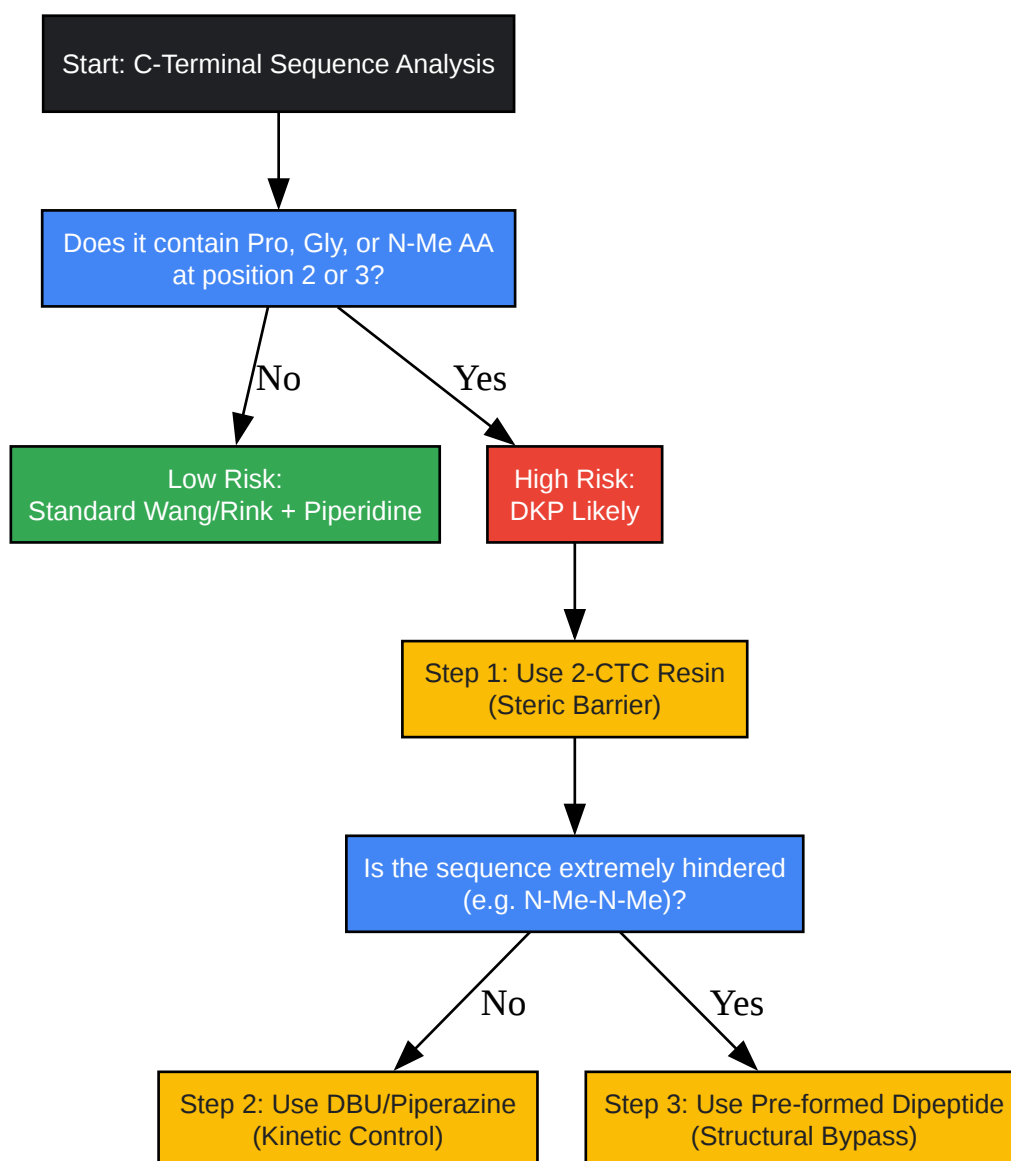 Start: C-Terminal Sequence Analysis
Does it contain Pro, Gly, or N-Me AA
at position 2 or 3?
No
Yes
Low Risk:
Standard Wang/Rink + Piperidine
High Risk:
DKP Likely
Step 1: Use 2-CTC Resin
(Steric Barrier)
Is the sequence extremely hindered
(e.g. N-Me-N-Me)?
No
Yes
Step 2: Use DBU/Piperazine
(Kinetic Control)
Step 3: Use Pre-formed Dipeptide
(Structural Bypass)